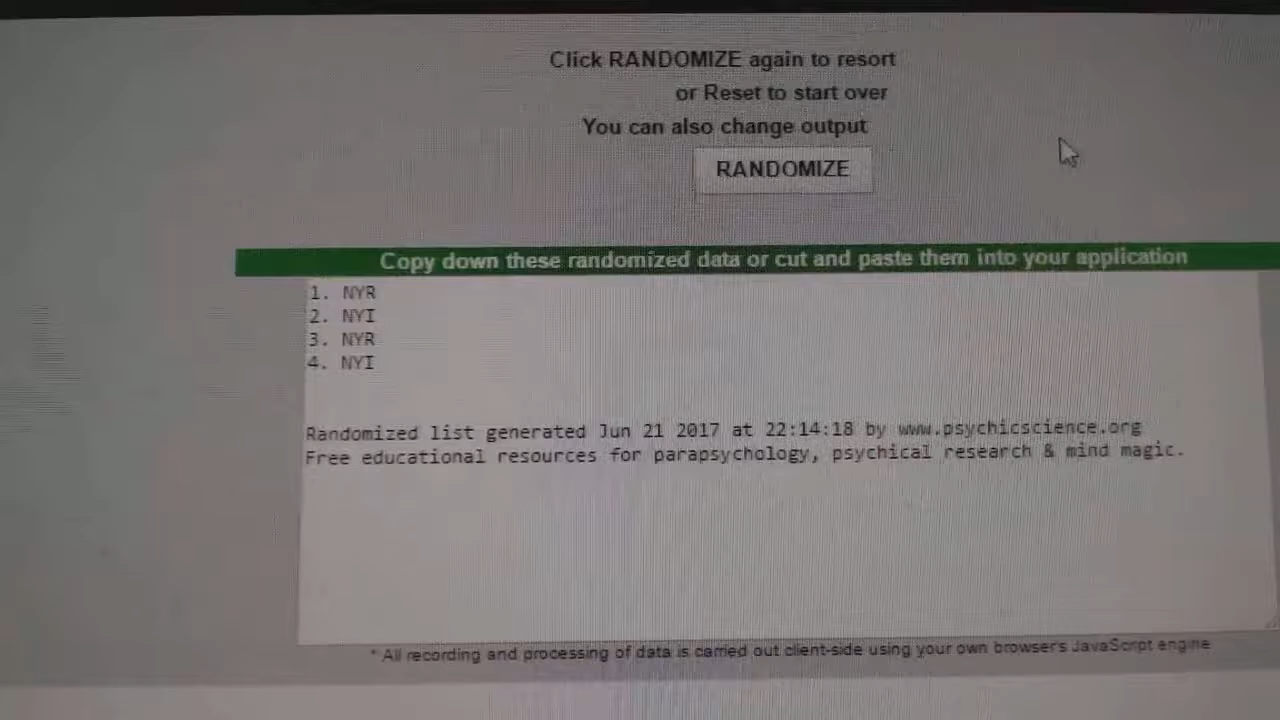 Click RANDOMIZE again to resort
or Reset to start over
You can also change output
RANDOMIZE
Copy down these randomized data or cut and paste them into your application
1. NYR
2. NYI
3. NYR
4. NYI
Randomized list generated Jun 21 2017 at 22:14:18 by www.psychicscience.org
Free educational resources for parapsychology, psychical research & mind magic.
* All recording and processing of data is carried out client-side using your own browser's JavaScript engine